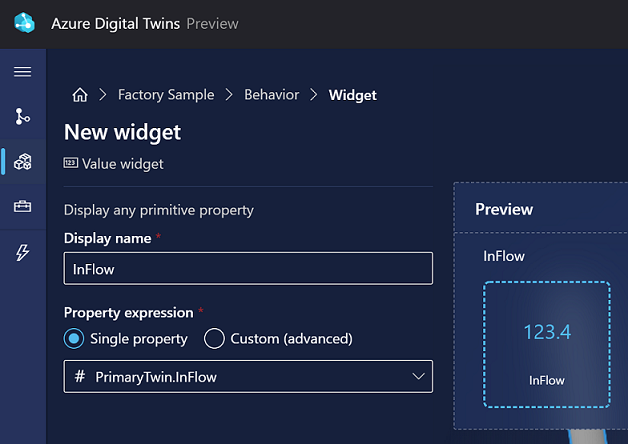 Azure Digital Twins Preview
Factory Sample > Behavior > Widget
New widget
123 Value widget
Display any primitive property
Display name *
InFlow
Property expression *
Single property Custom (advanced)
# PrimaryTwin.InFlow
Preview
InFlow
123.4
InFlow